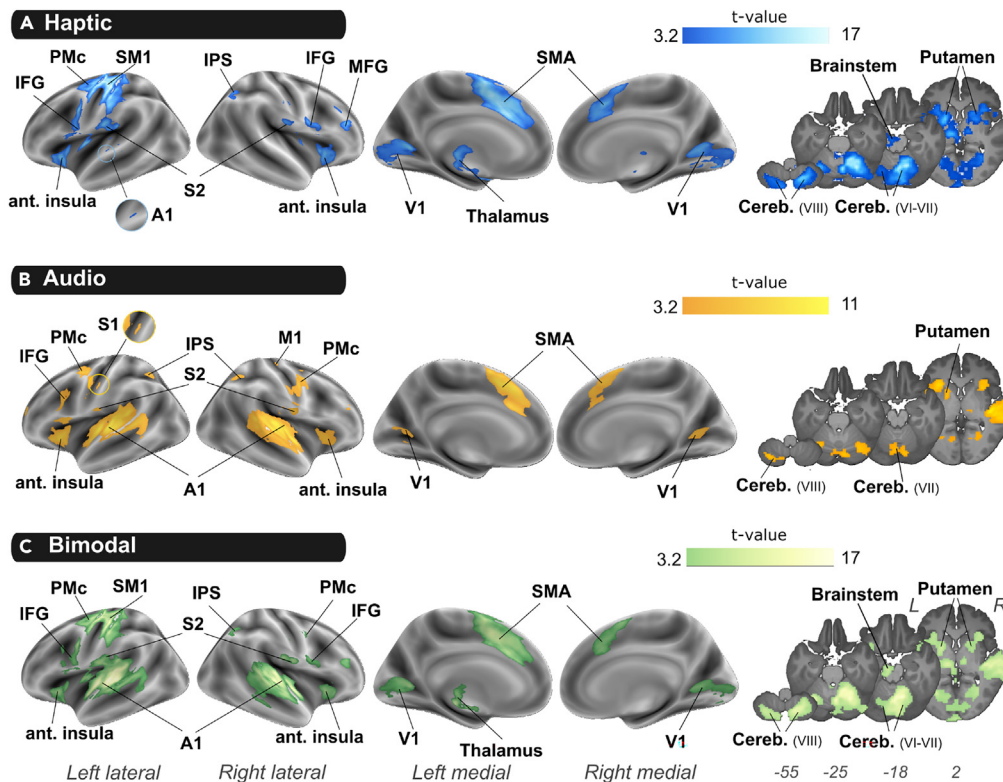 A Haptic
t-value
3.2 17
PMc SM1
IFG
IPS IFG MFG
SMA
Brainstem Putamen
S2
ant. insula
A1
ant. insula
V1
Thalamus
V1
Cereb. (VIII) Cereb. (VI-VII)
B Audio
t-value
3.2 11
S1
PMc
IFG
IPS
S2
M1
PMc
SMA
Putamen
ant. insula
A1
ant. insula
V1
V1
Cereb. (VIII) Cereb. (VII)
C Bimodal
t-value
3.2 17
PMc SM1
IFG
IPS
S2
PMc
IFG
SMA
Brainstem L Putamen R
ant. insula
A1
ant. insula
V1
Thalamus
V1
Cereb. (VIII) Cereb. (VI-VII)
Left lateral Right lateral Left medial Right medial -55 -25 -18 2